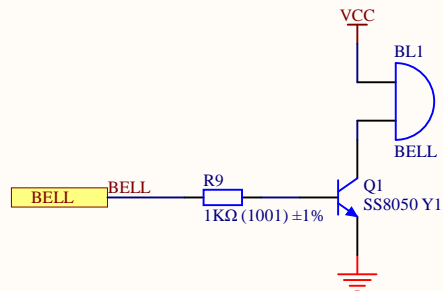 VCC
BL1
BELL
R9
BELL
BELL
Q1
1KΩ (1001) ±1%
SS8050 Y1